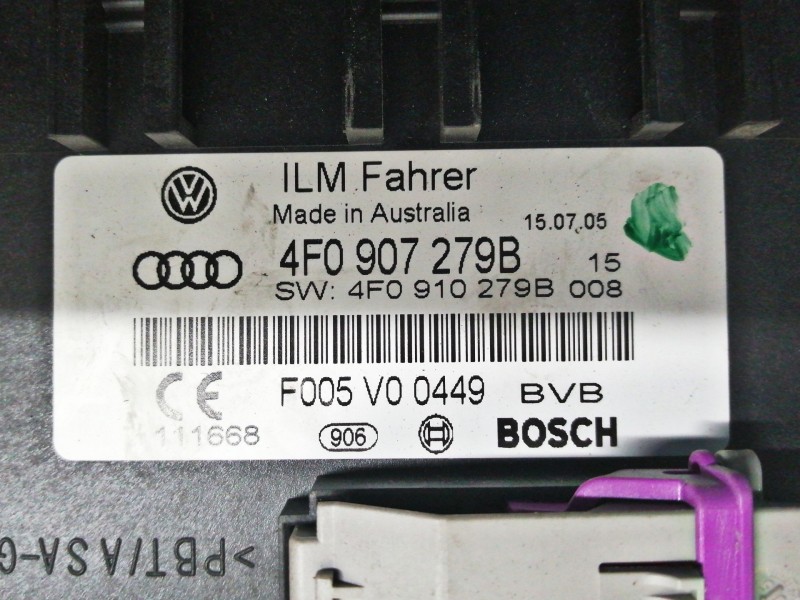 ILM Fahrer
Made in Australia 15.07.05
4F0 907 279B 15
SW: 4F0 910 279B 008
F005 V0 0449 BVB
111668 906 BOSCH
>PBT/ASA-G